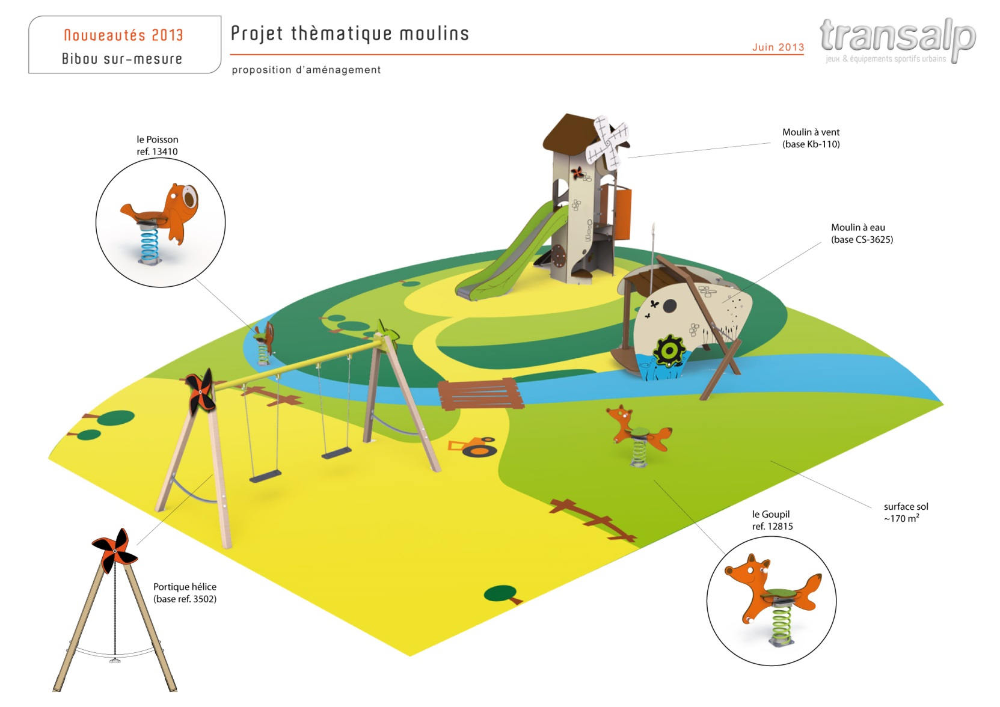 Nouveautés 2013
Bibou sur-mesure
Projet thèmatique moulins
proposition d'aménagement
Juin 2013
transalp
jeux & équipements sportifs urbains
le Poisson
ref. 13410
Moulin à vent
(base Kb-110)
Moulin à eau
(base CS-3625)
surface sol
~170 m²
le Goupil
ref. 12815
Portique hélice
(base ref. 3502)